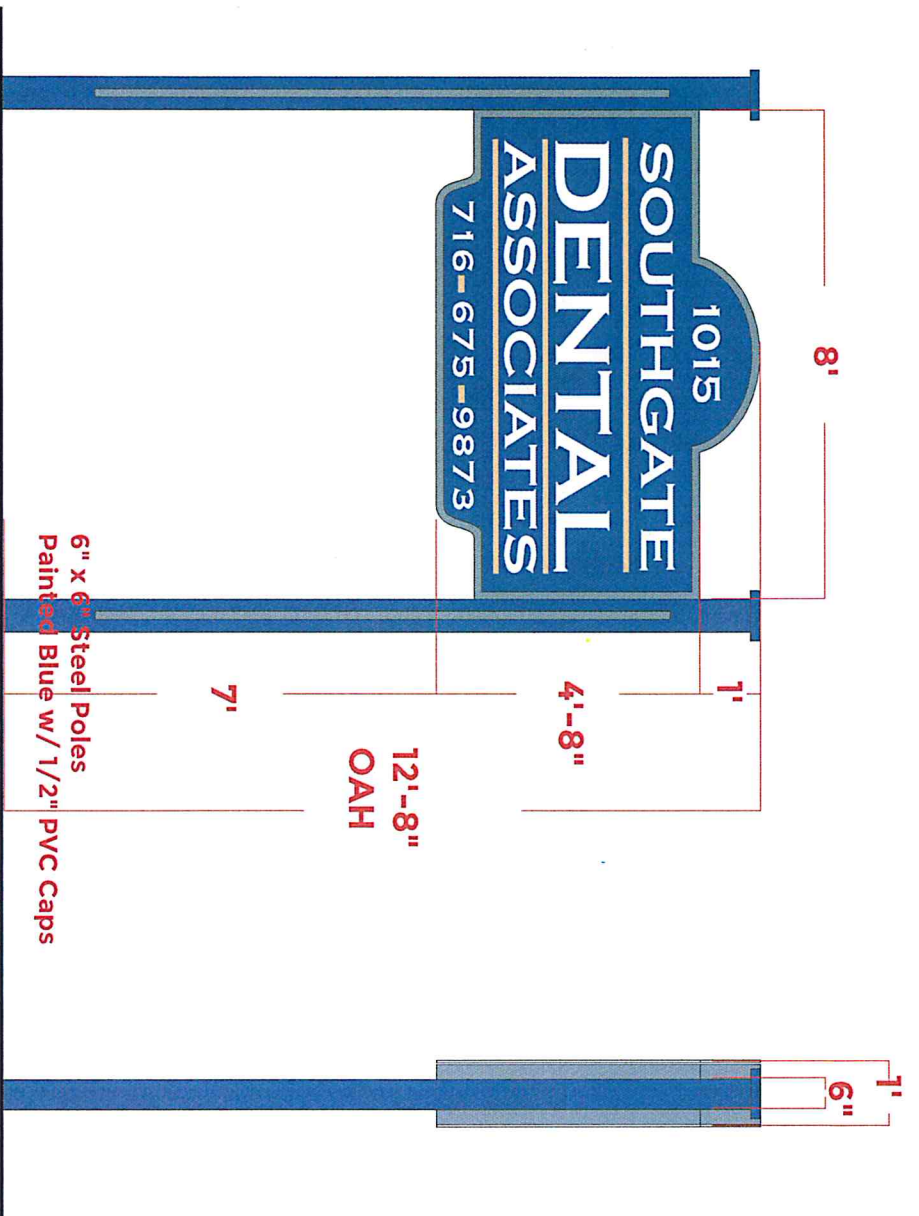 8'
1015
SOUTHGATE
DENTAL
ASSOCIATES
716-675-9873
1'
4'-8"
7'
12'-8"
OAH
6" x 6" Steel Poles
Painted Blue w/ 1/2" PVC Caps
1'
6"